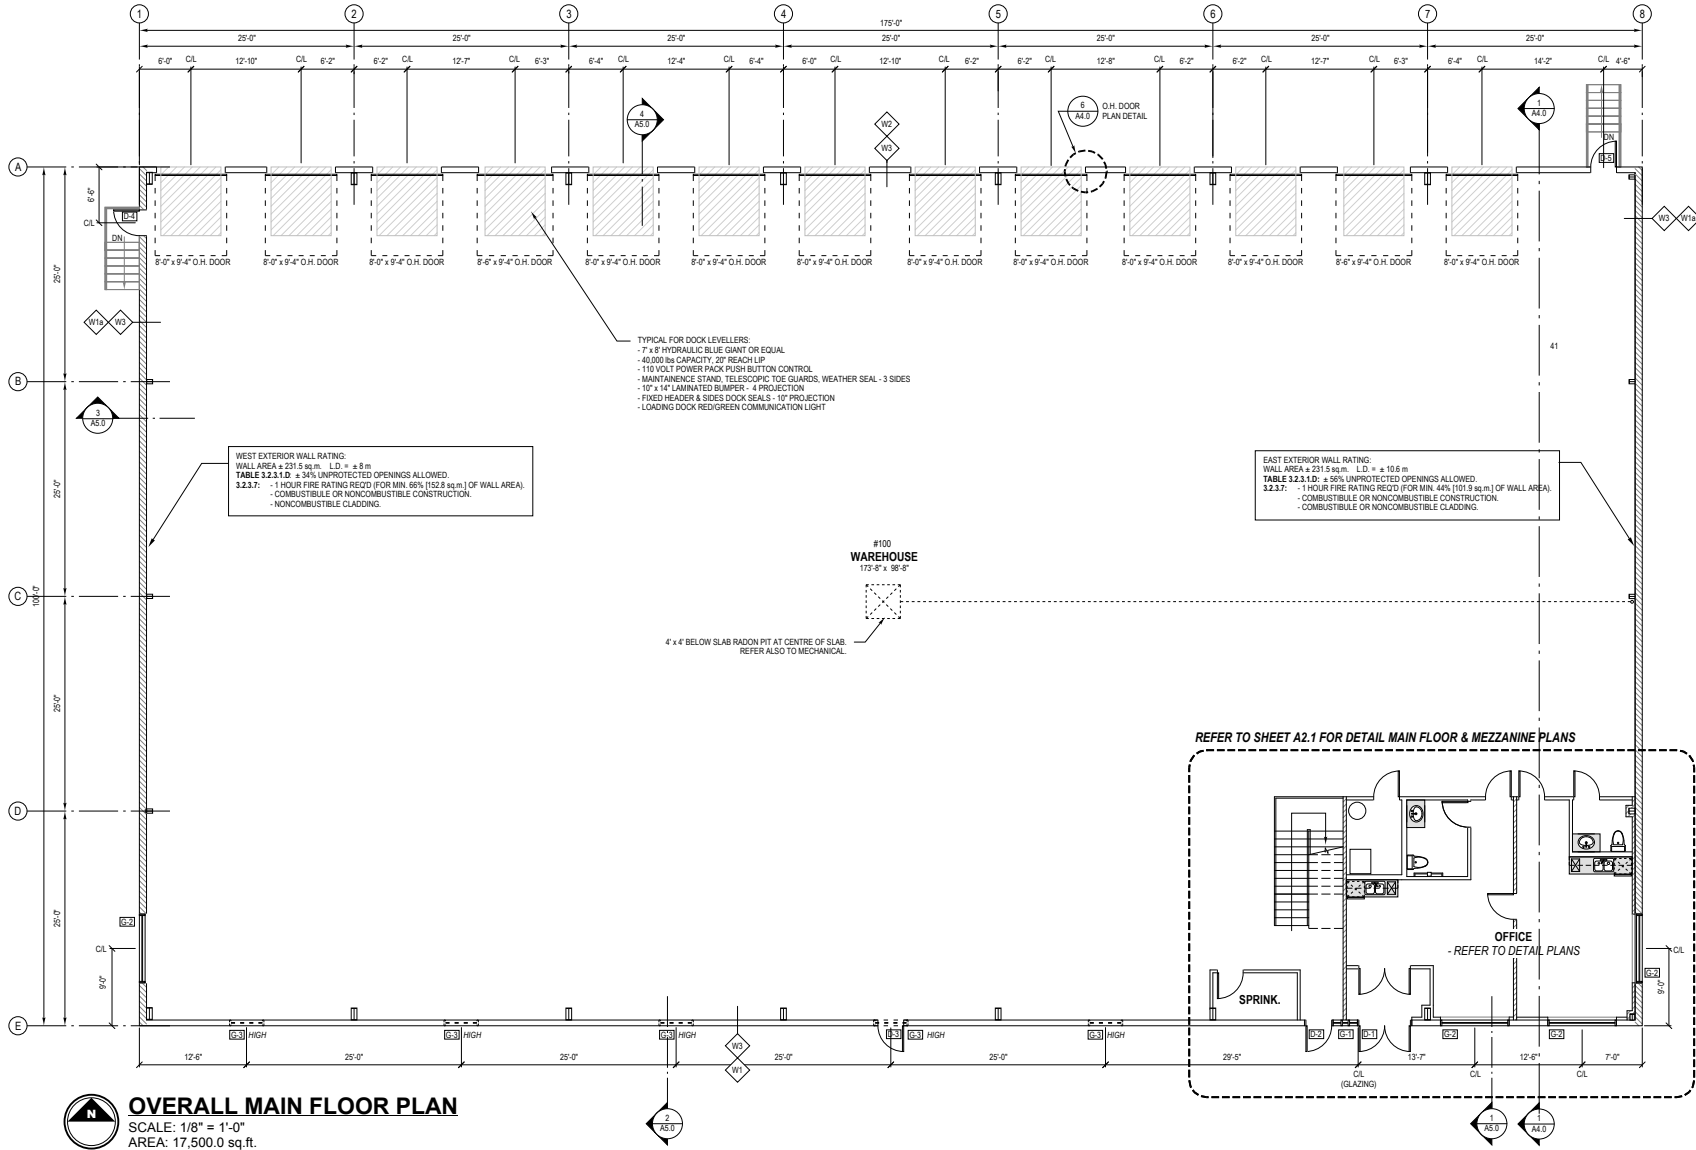 1 2 3 4 5 6 7 8
175'-0"
25'-0" 25'-0" 25'-0" 25'-0" 25'-0" 25'-0" 25'-0"
6'-0" C/L 12'-10" C/L 6'-2" 6'-2" C/L 12'-7" C/L 6'-3" 6'-4" C/L 12'-4" C/L 6'-4" 6'-0" C/L 12'-10" C/L 6'-2" 6'-2" C/L 12'-8" C/L 6'-2" 6'-2" C/L 12'-7" C/L 6'-3" 6'-4" C/L 14'-2" C/L 4'-6"
4
A5.0
W2
W3
6
A4.0
O.H. DOOR
PLAN DETAIL
1
A4.0
DN
D-5
A
6'-6"
C/L
D-4
DN
W3 W1a
8'-0" x 9'-4" O.H. DOOR 8'-0" x 9'-4" O.H. DOOR 8'-0" x 9'-4" O.H. DOOR 8'-6" x 9'-4" O.H. DOOR 8'-0" x 9'-4" O.H. DOOR 8'-0" x 9'-4" O.H. DOOR 8'-0" x 9'-4" O.H. DOOR 8'-0" x 9'-4" O.H. DOOR 8'-0" x 9'-4" O.H. DOOR 8'-0" x 9'-4" O.H. DOOR 8'-0" x 9'-4" O.H. DOOR 8'-6" x 9'-4" O.H. DOOR 8'-0" x 9'-4" O.H. DOOR
25'-0"
W1a W3
TYPICAL FOR DOCK LEVELLERS:
- 7' x 8' HYDRAULIC BLUE GIANT OR EQUAL
- 40,000 lbs CAPACITY, 20" REACH LIP
- 110 VOLT POWER PACK PUSH BUTTON CONTROL
- MAINTAINENCE STAND, TELESCOPIC TOE GUARDS, WEATHER SEAL - 3 SIDES
- 10" x 14" LAMINATED BUMPER - 4 PROJECTION
- FIXED HEADER & SIDES DOCK SEALS - 10" PROJECTION
- LOADING DOCK RED/GREEN COMMUNICATION LIGHT
41
B
3
A5.0
WEST EXTERIOR WALL RATING:
WALL AREA ± 231.5 sq.m. L.D. = ± 8 m
TABLE 3.2.3.1.D: ± 34% UNPROTECTED OPENINGS ALLOWED.
3.2.3.7: - 1 HOUR FIRE RATING REQ'D (FOR MIN. 66% [152.8 sq.m.] OF WALL AREA).
- COMBUSTIBULE OR NONCOMBUSTIBLE CONSTRUCTION.
- NONCOMBUSTIBLE CLADDING.
EAST EXTERIOR WALL RATING:
WALL AREA ± 231.5 sq.m. L.D. = ± 10.6 m
TABLE 3.2.3.1.D: ± 56% UNPROTECTED OPENINGS ALLOWED.
3.2.3.7: - 1 HOUR FIRE RATING REQ'D (FOR MIN. 44% [101.9 sq.m.] OF WALL AREA).
- COMBUSTIBULE OR NONCOMBUSTIBLE CONSTRUCTION.
- COMBUSTIBULE OR NONCOMBUSTIBLE CLADDING.
25'-0"
#100
WAREHOUSE
173'-8" x 98'-8"
C
100'-0"
4' x 4' BELOW SLAB RADON PIT AT CENTRE OF SLAB.
REFER ALSO TO MECHANICAL.
25'-0"
REFER TO SHEET A2.1 FOR DETAIL MAIN FLOOR & MEZZANINE PLANS
D
25'-0"
G-2
C/L
9'-0"
OFFICE
- REFER TO DETAIL PLANS
C/L
G-2
9'-0"
SPRINK.
E
G-3 HIGH G-3 HIGH G-3 HIGH D-3 G-3 HIGH G-3 HIGH D-2 G-1 D-1 G-2 G-2
W3
W1
12'-6" 25'-0" 25'-0" 25'-0" 25'-0" 29'-5" 13'-7" 12'-6" 7'-0"
C/L
(GLAZING)
C/L C/L
2
A5.0
1
A5.0
1
A4.0
N
OVERALL MAIN FLOOR PLAN
SCALE: 1/8" = 1'-0"
AREA: 17,500.0 sq.ft.